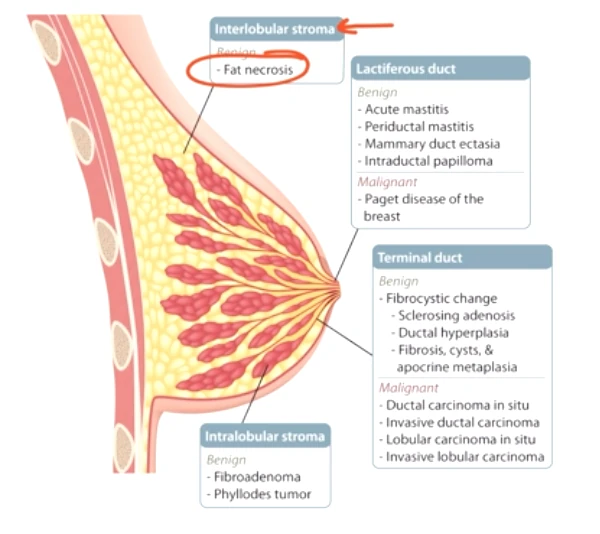 Interlobular stroma
Benign
- Fat necrosis
Lactiferous duct
Benign
- Acute mastitis
- Periductal mastitis
- Mammary duct ectasia
- Intraductal papilloma
Malignant
- Paget disease of the
breast
Terminal duct
Benign
- Fibrocystic change
- Sclerosing adenosis
- Ductal hyperplasia
- Fibrosis, cysts, &
apocrine metaplasia
Malignant
- Ductal carcinoma in situ
- Invasive ductal carcinoma
- Lobular carcinoma in situ
- Invasive lobular carcinoma
Intralobular stroma
Benign
- Fibroadenoma
- Phyllodes tumor